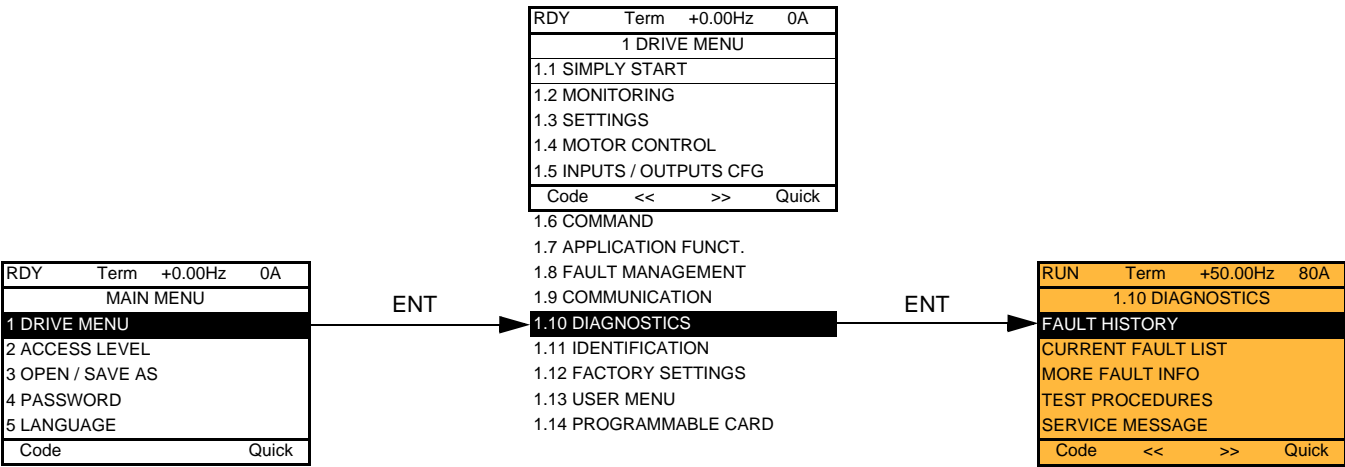 RDY Term +0.00Hz 0A
1 DRIVE MENU
1.1 SIMPLY START
1.2 MONITORING
1.3 SETTINGS
1.4 MOTOR CONTROL
1.5 INPUTS / OUTPUTS CFG
Code << >> Quick
1.6 COMMAND
1.7 APPLICATION FUNCT.
1.8 FAULT MANAGEMENT
1.9 COMMUNICATION
1.10 DIAGNOSTICS
1.11 IDENTIFICATION
1.12 FACTORY SETTINGS
1.13 USER MENU
1.14 PROGRAMMABLE CARD
RDY Term +0.00Hz 0A
MAIN MENU
1 DRIVE MENU
2 ACCESS LEVEL
3 OPEN / SAVE AS
4 PASSWORD
5 LANGUAGE
Code Quick
ENT
ENT
RUN Term +50.00Hz 80A
1.10 DIAGNOSTICS
FAULT HISTORY
CURRENT FAULT LIST
MORE FAULT INFO
TEST PROCEDURES
SERVICE MESSAGE
Code << >> Quick